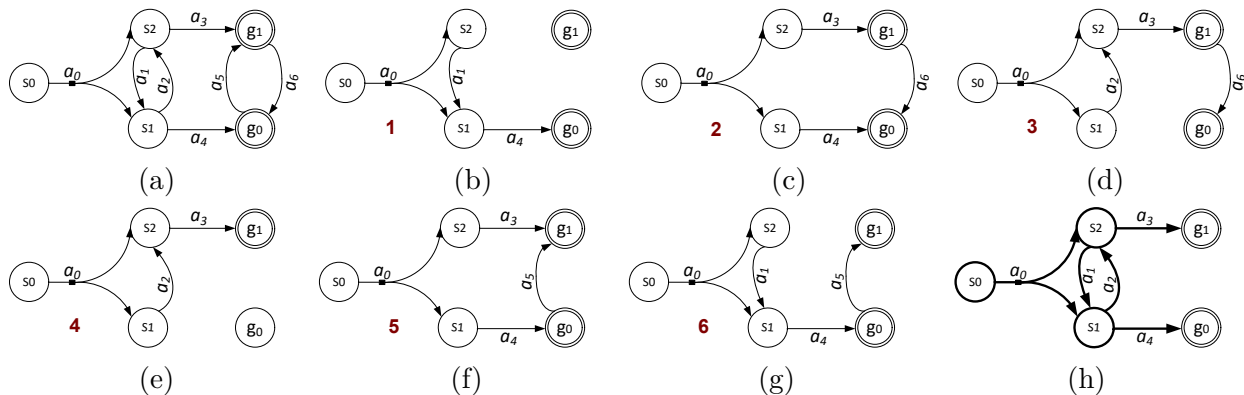 S2 a3 g1
S0 a0 a1 a2 a5 a6
S1 a4 g0
(a)
S2 g1
S0 a0 a1
1 S1 a4 g0
(b)
S2 a3 g1
S0 a0 a6
2 S1 a4 g0
(c)
S2 a3 g1
S0 a0 a2 a6
3 S1 g0
(d)
S2 a3 g1
S0 a0 a2
4 S1 g0
(e)
S2 a3 g1
S0 a0 a5
5 S1 a4 g0
(f)
S2 g1
S0 a0 a1 a5
6 S1 a4 g0
(g)
S2 a3 g1
S0 a0 a1 a2
S1 a4 g0
(h)